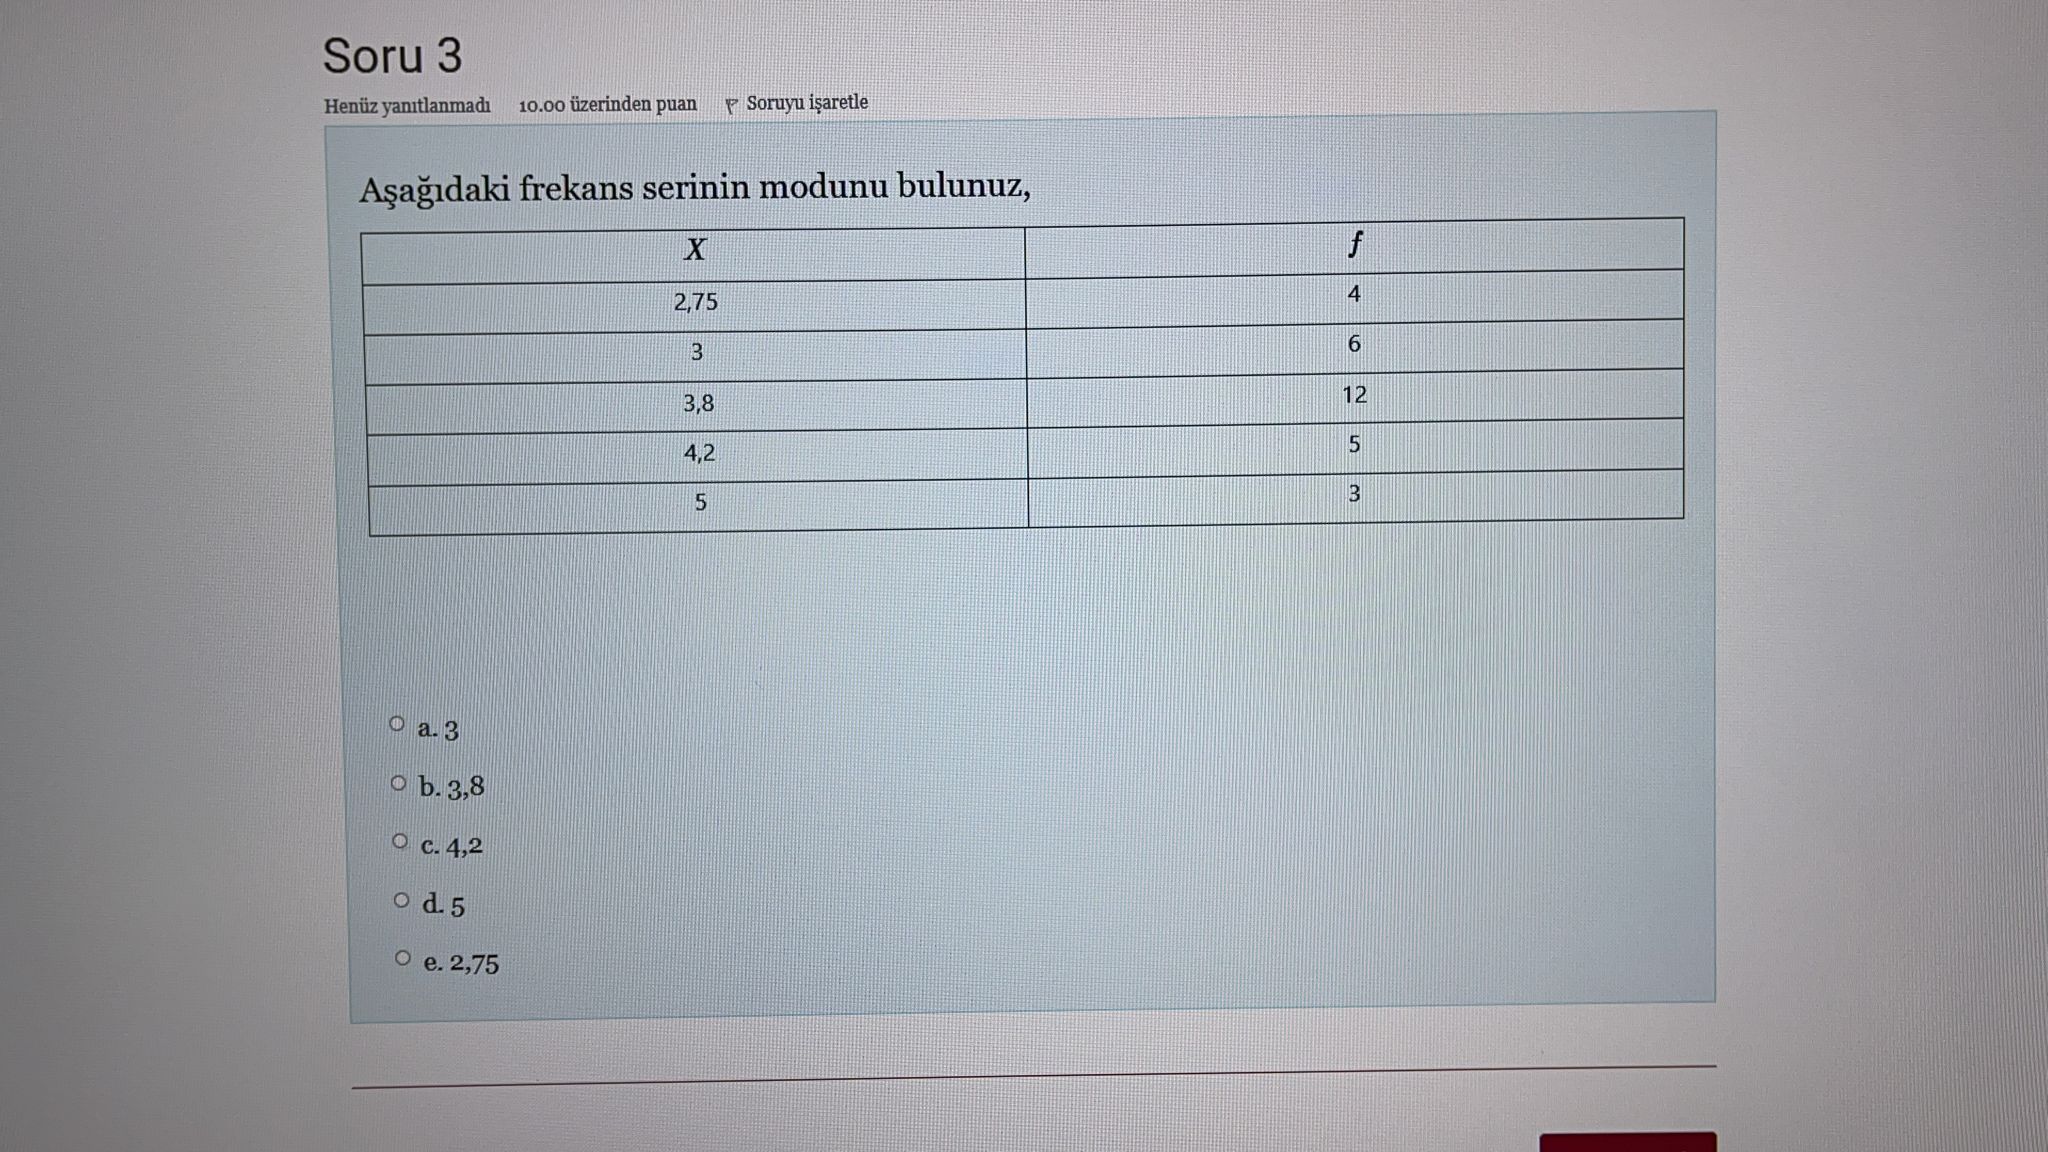 Soru 3
Henüz yanıtlanmadı 10.00 üzerinden puan Soruyu işaretle
Aşağıdaki frekans serinin modunu bulunuz,
X f
2,75 4
3 6
3,8 12
4,2 5
5 3
a. 3
b. 3,8
c. 4,2
d. 5
e. 2,75